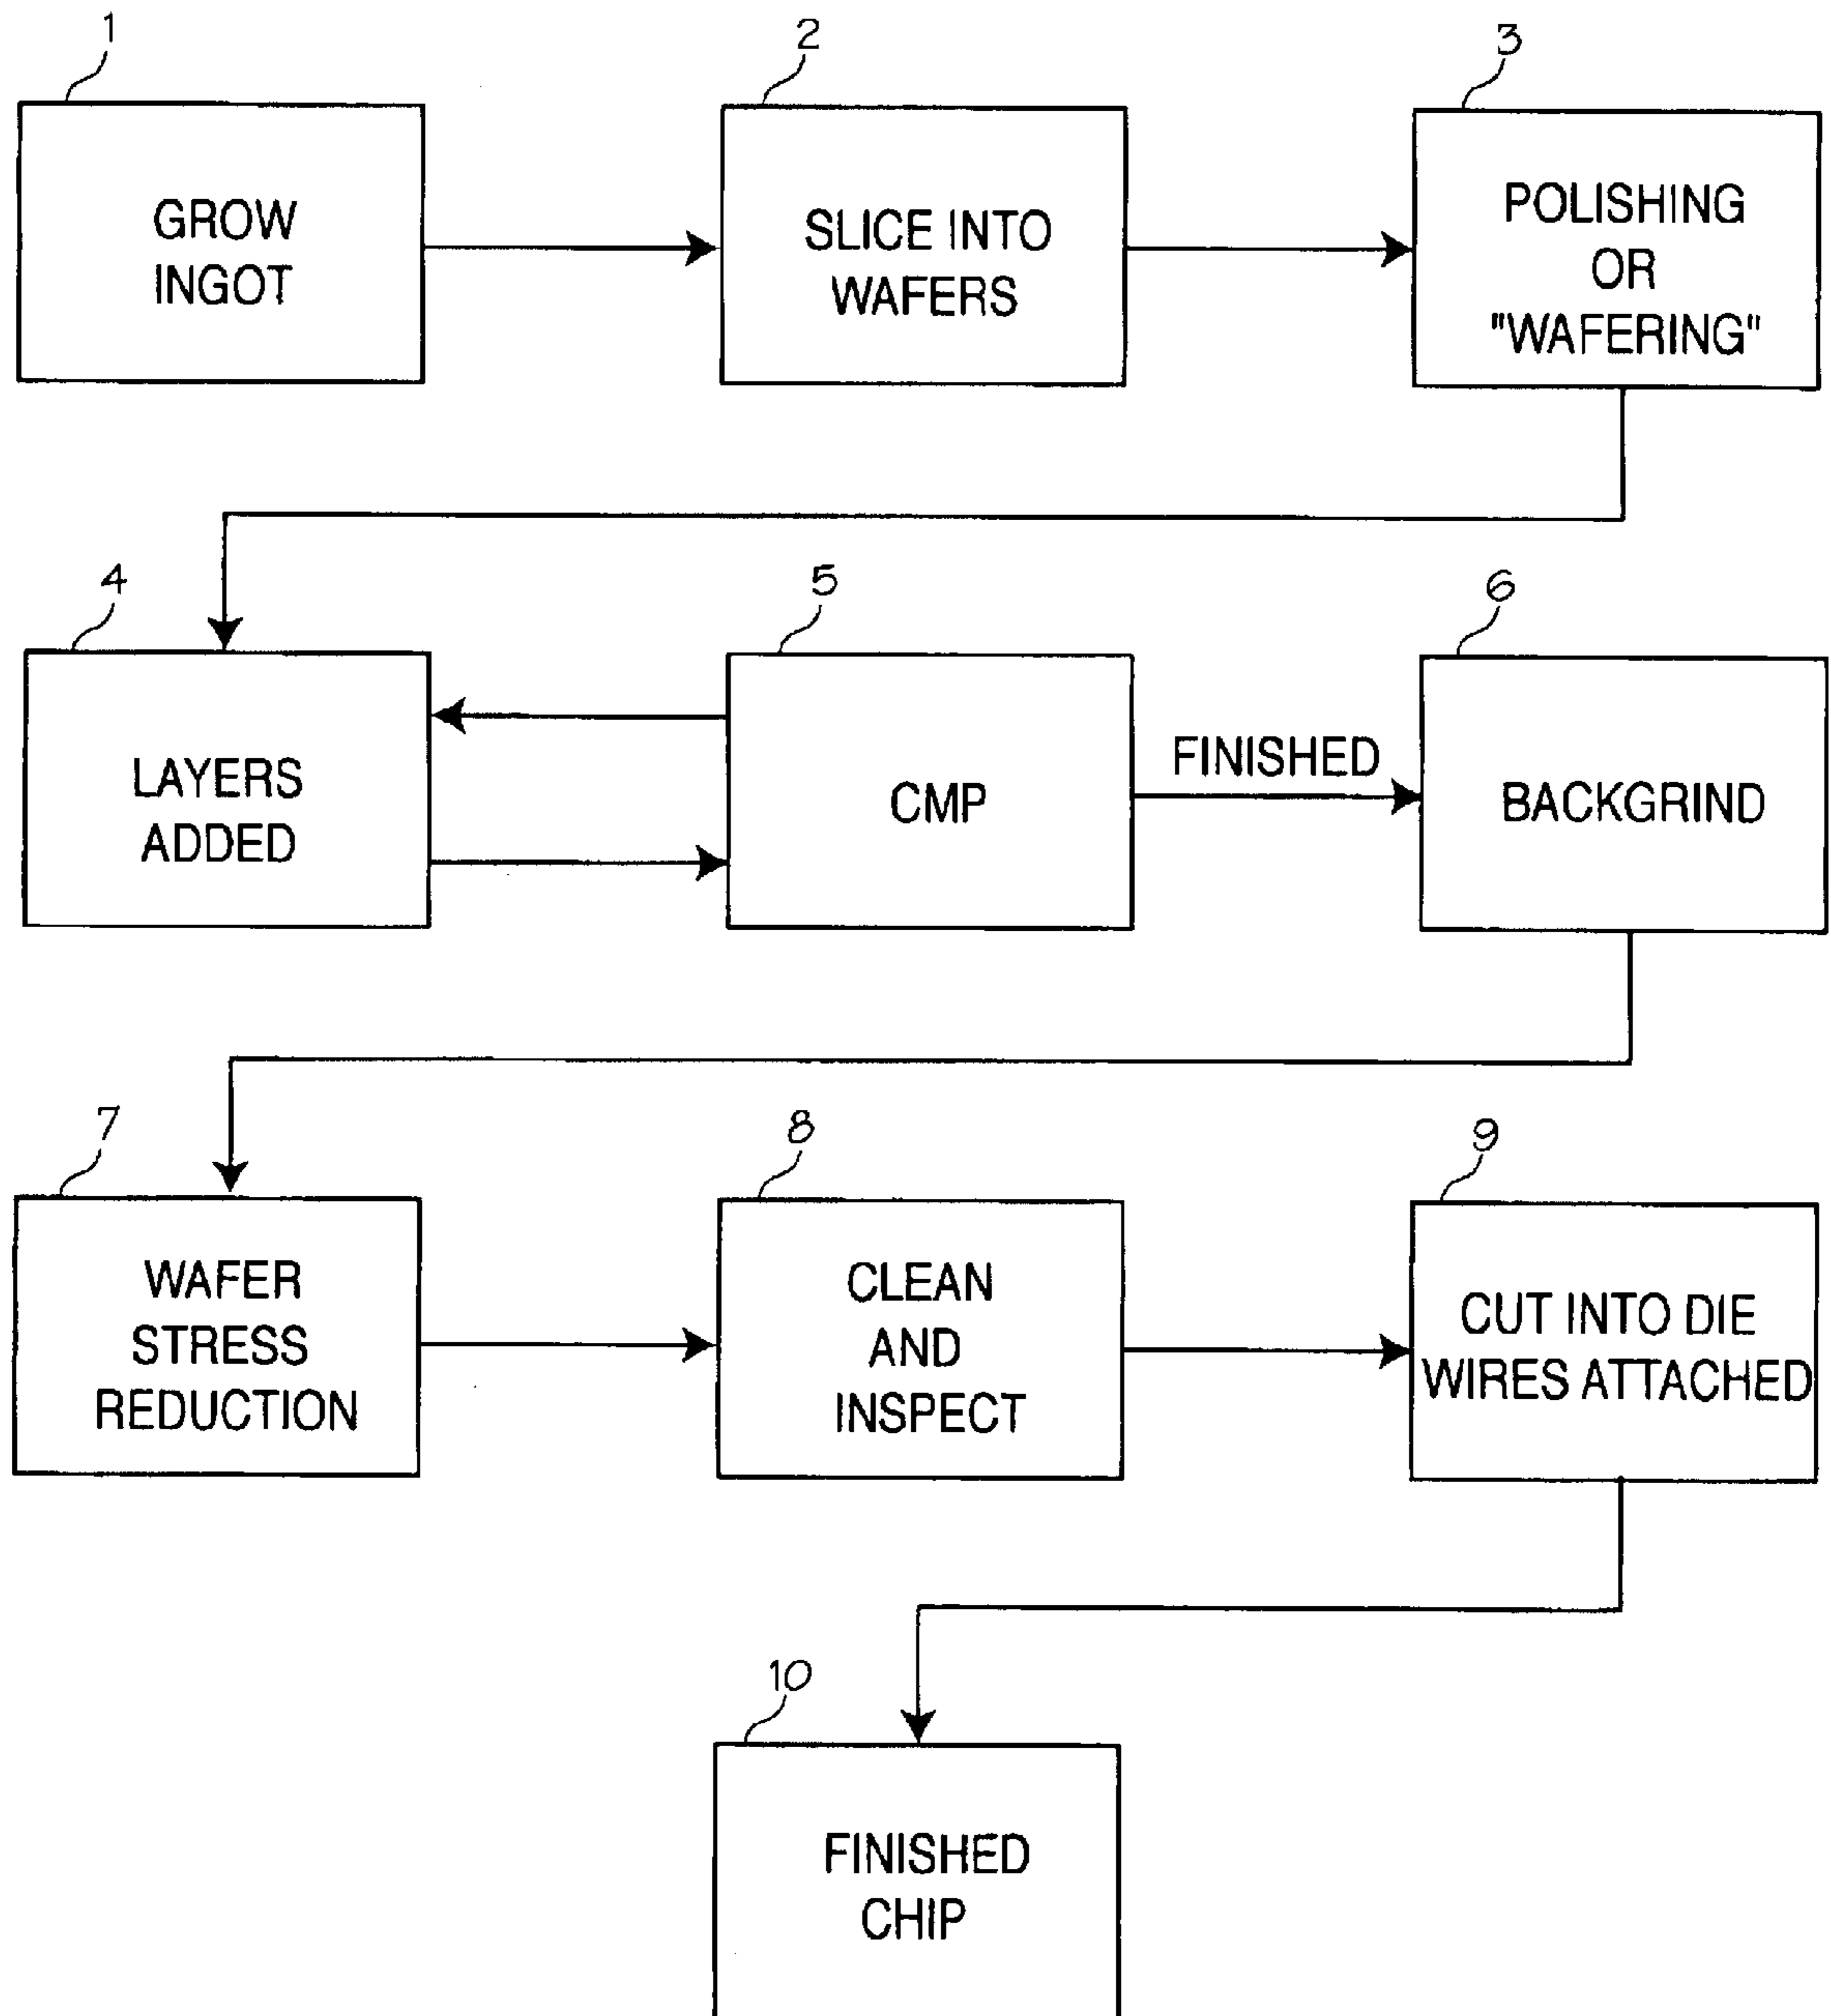 1
GROW
INGOT
2
SLICE INTO
WAFERS
3
POLISHING
OR
"WAFERING"
4
LAYERS
ADDED
5
CMP
FINISHED
6
BACKGRIND
7
WAFER
STRESS
REDUCTION
8
CLEAN
AND
INSPECT
9
CUT INTO DIE
WIRES ATTACHED
10
FINISHED
CHIP